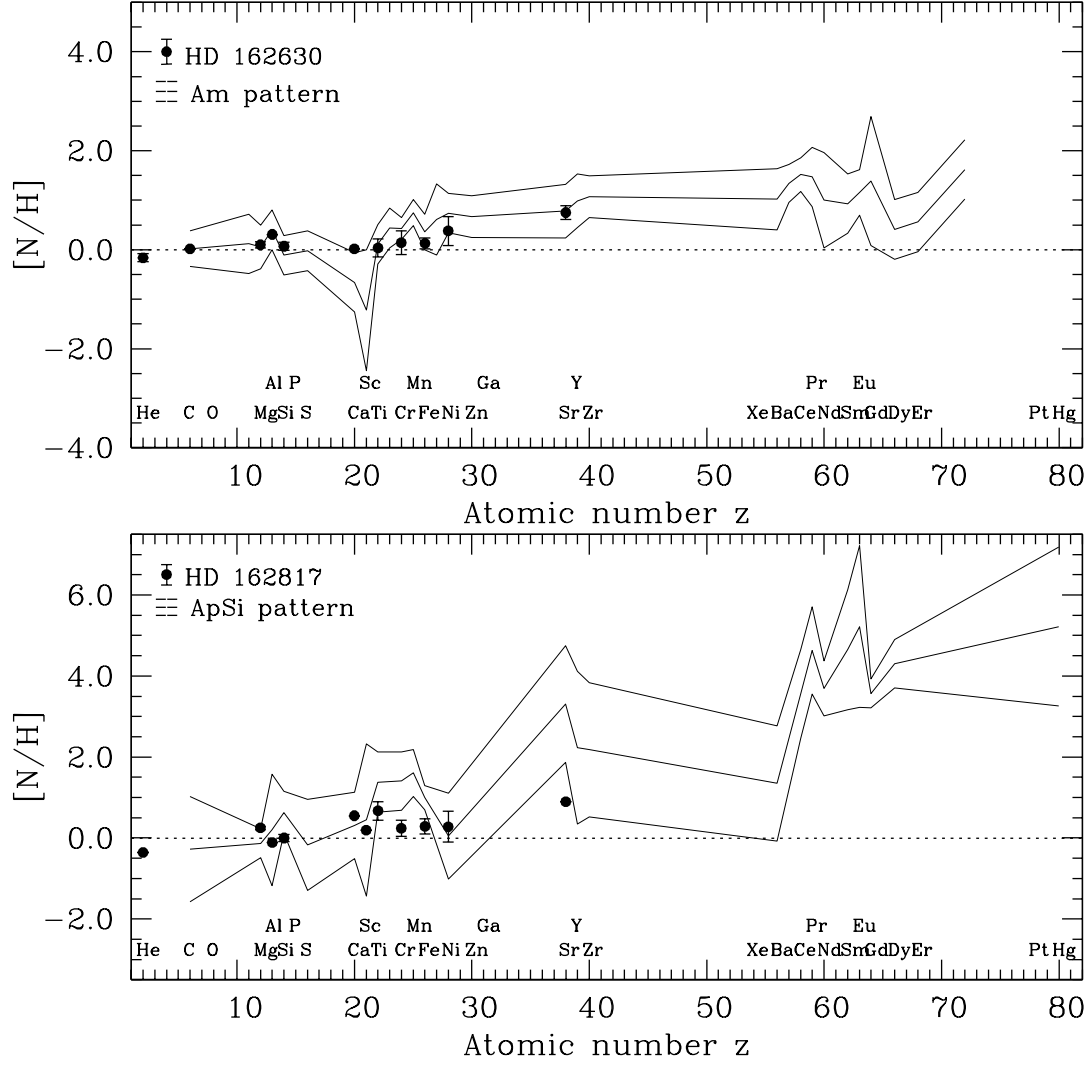 4.0
HD 162630
Am pattern
2.0
[N/H]
0.0
−2.0
Al P Sc Mn Ga Y Pr Eu
He C O MgSi S CaTi CrFeNi Zn SrZr XeBaCeNdSmGdDyEr PtHg
−4.0
10 20 30 40 50 60 70 80
Atomic number z
HD 162817
6.0
ApSi pattern
4.0
[N/H]
2.0
0.0
−2.0
Al P Sc Mn Ga Y Pr Eu
He C O MgSi S CaTi CrFeNi Zn SrZr XeBaCeNdSmGdDyEr PtHg
10 20 30 40 50 60 70 80
Atomic number z